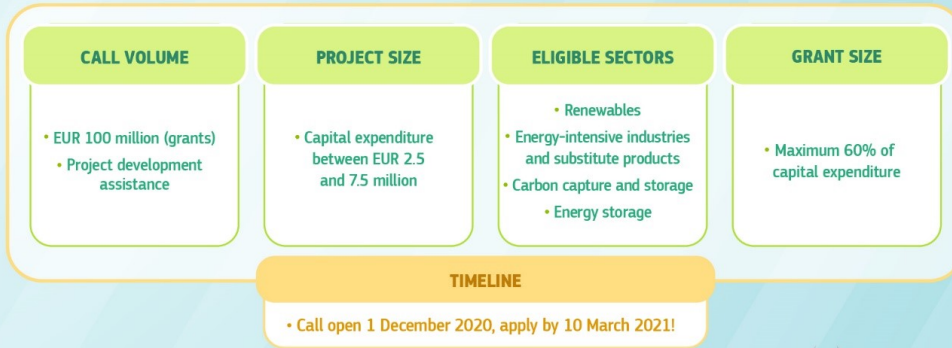 CALL VOLUME
• EUR 100 million (grants)
• Project development
assistance
PROJECT SIZE
• Capital expenditure
between EUR 2.5
and 7.5 million
ELIGIBLE SECTORS
• Renewables
• Energy-intensive industries
and substitute products
• Carbon capture and storage
• Energy storage
GRANT SIZE
• Maximum 60% of
capital expenditure
TIMELINE
• Call open 1 December 2020, apply by 10 March 2021!